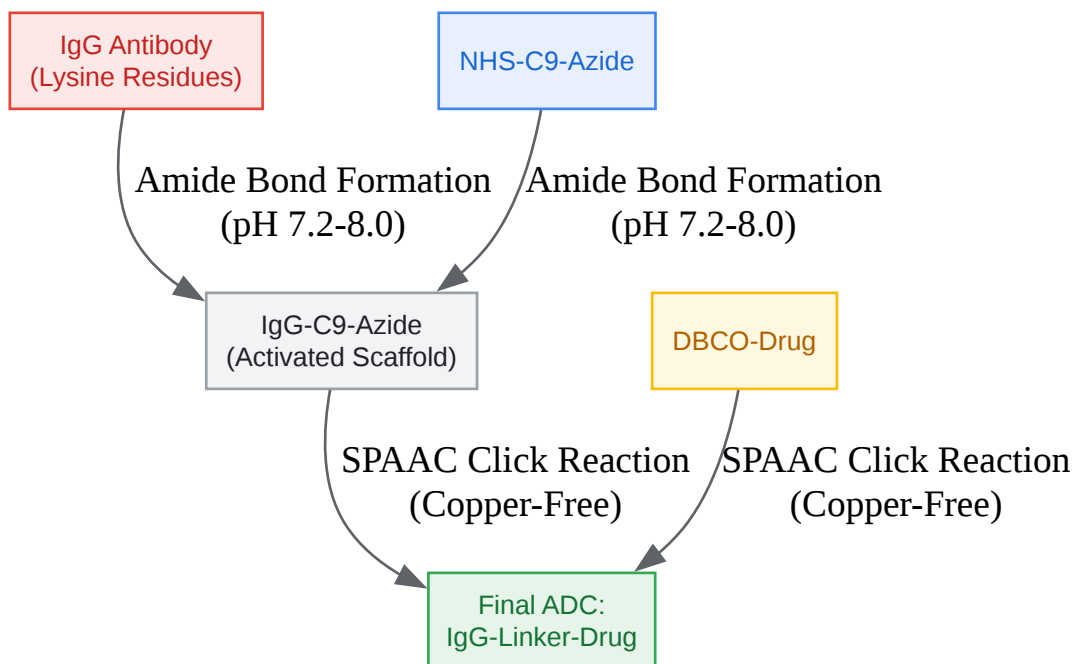 IgG Antibody
(Lysine Residues)
NHS-C9-Azide
Amide Bond Formation
(pH 7.2-8.0)
Amide Bond Formation
(pH 7.2-8.0)
IgG-C9-Azide
(Activated Scaffold)
DBCO-Drug
SPAAC Click Reaction
(Copper-Free)
SPAAC Click Reaction
(Copper-Free)
Final ADC:
IgG-Linker-Drug